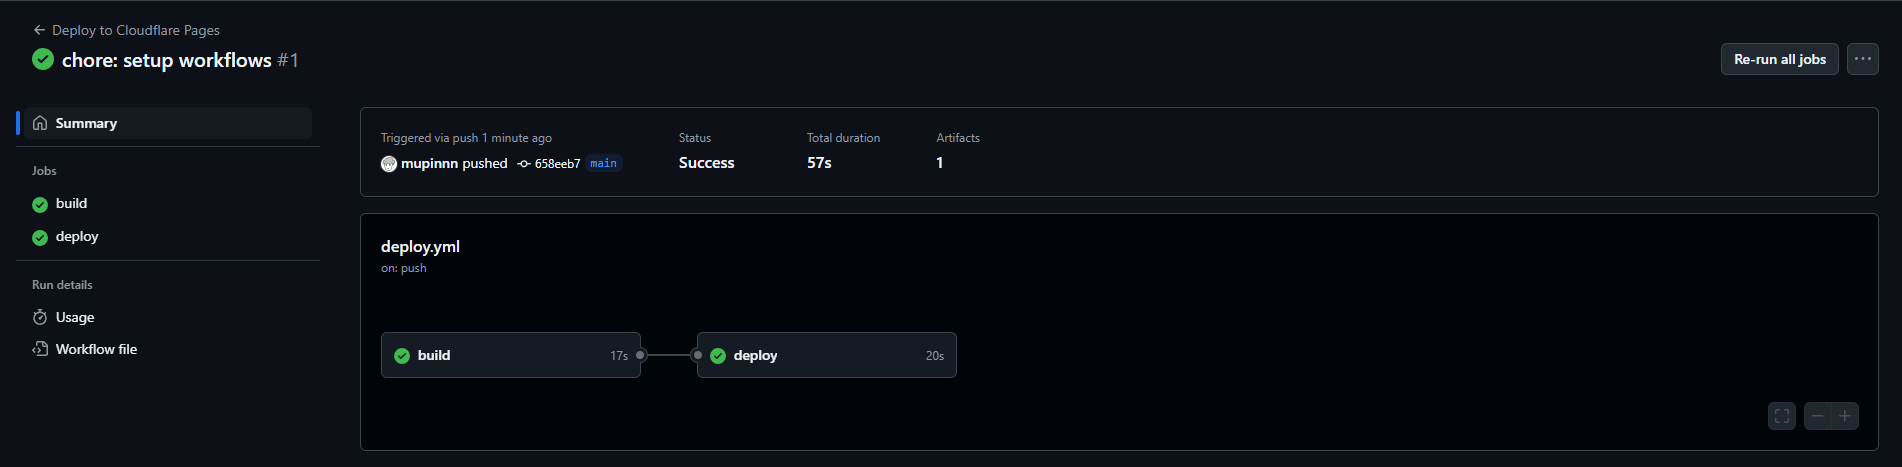 Deploy to Cloudflare Pages
chore: setup workflows #1
Re-run all jobs
Summary
Jobs
build
deploy
Run details
Usage
Workflow file
Triggered via push 1 minute ago
mupinnn pushed 658eeb7 main
Status
Success
Total duration
57s
Artifacts
1
deploy.yml
on: push
build 17s
deploy 20s